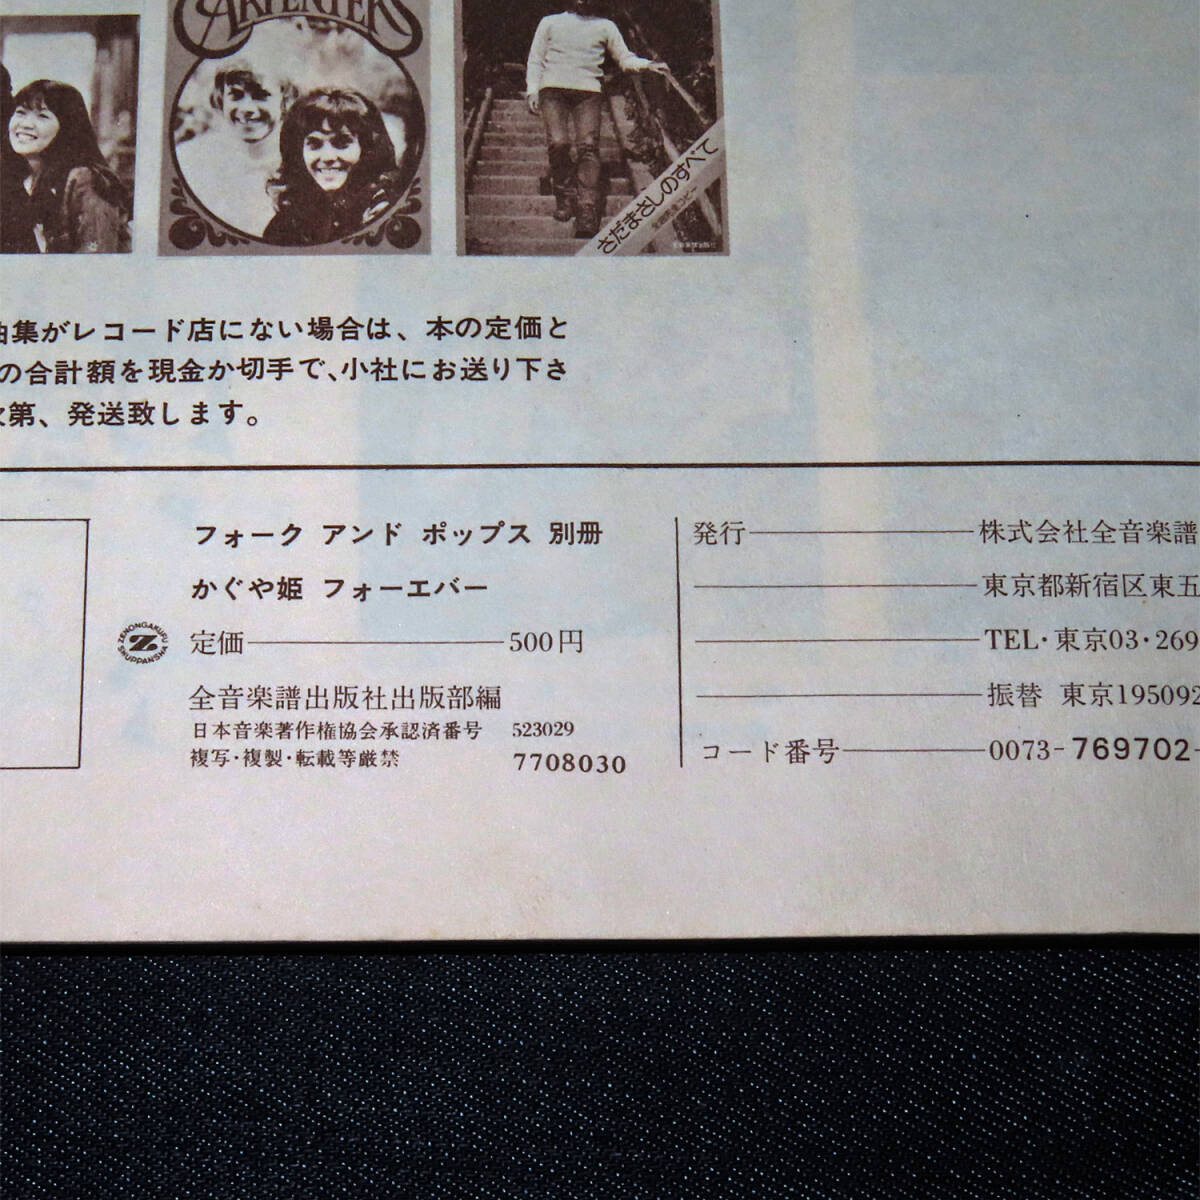 CARPENTERS
さだまさしのすべて
曲集がレコード店にない場合は、本の定価と
の合計額を現金か切手で、小社にお送り下さ
次第、発送致します。
フォーク アンド ポップス 別冊
かぐや姫 フォーエバー
ZENONGAKUFU SHUPPANSHA
Z
定価 500円
全音楽譜出版社出版部編
日本音楽著作権協会承認済番号 523029
複写・複製・転載等厳禁 7708030
発行 株式会社全音楽譜
東京都新宿区東五
TEL・東京03・269
振替 東京195092
コード番号 0073-769702-